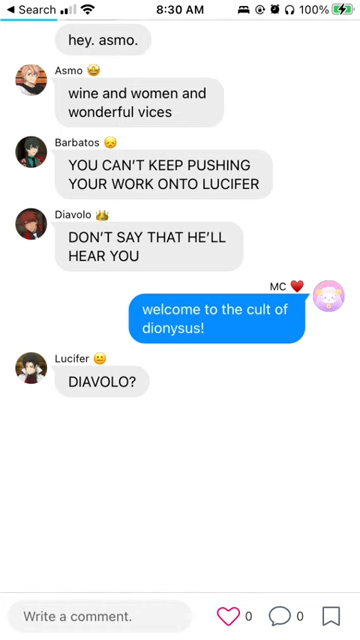 ◀ Search 8:30 AM 100%
hey. asmo.
Asmo 🤩
wine and women and
wonderful vices
Barbatos 😞
YOU CAN'T KEEP PUSHING
YOUR WORK ONTO LUCIFER
Diavolo 👑
DON'T SAY THAT HE'LL
HEAR YOU
MC ♥️
welcome to the cult of
dionysus!
Lucifer 😐
DIAVOLO?
Write a comment. 0 0